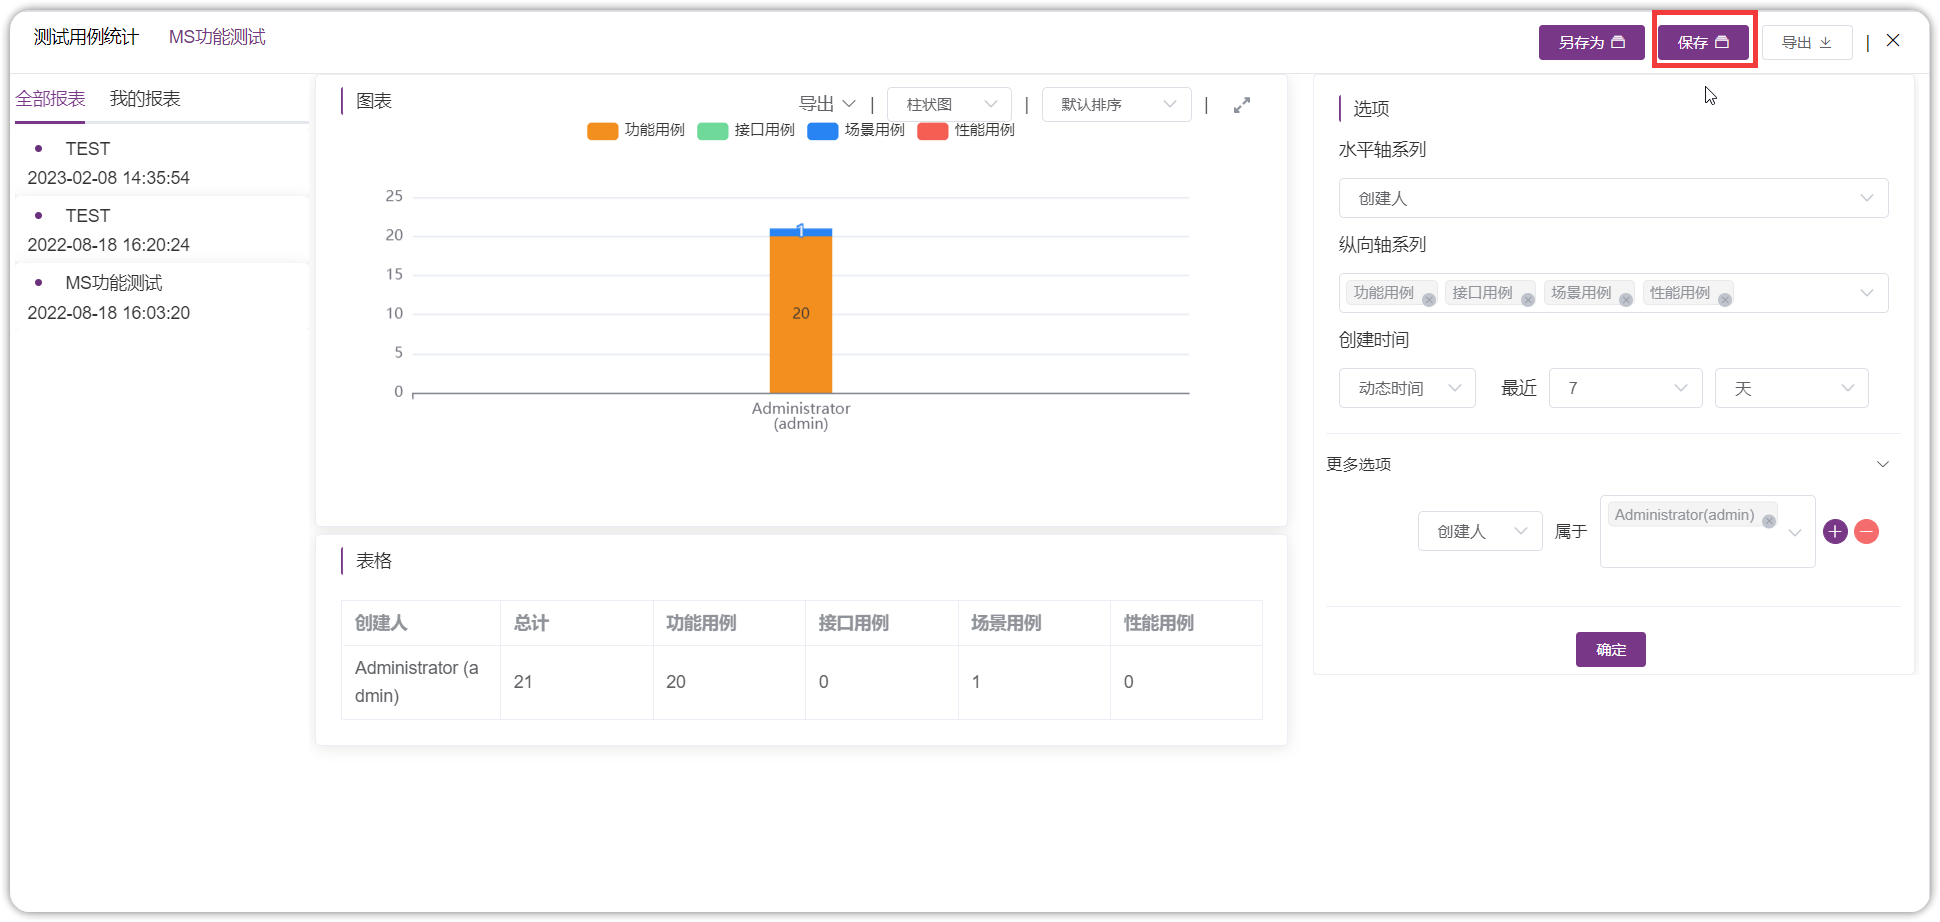 测试用例统计 MS功能测试 另存为 保存 导出 |
全部报表 我的报表
TEST
2023-02-08 14:35:54
TEST
2022-08-18 16:20:24
MS功能测试
2022-08-18 16:03:20
图表 导出 | 柱状图 | 默认排序 |
功能用例 接口用例 场景用例 性能用例
25
20
15
10
5
0
1
20
Administrator
(admin)
表格
创建人 总计 功能用例 接口用例 场景用例 性能用例
Administrator (a
dmin) 21 20 0 1 0
选项
水平轴系列
创建人
纵向轴系列
功能用例 接口用例 场景用例 性能用例
创建时间
动态时间 最近 7 天
更多选项
创建人 属于 Administrator(admin)
确定